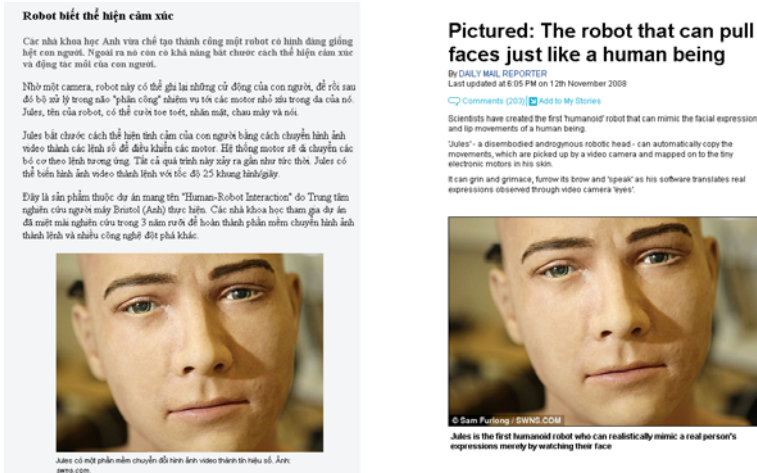 Robot biết thể hiện cảm xúc
Các nhà khoa học Anh vừa chế tạo thành công một robot có hình dáng giống
hệt con người. Ngoài ra nó còn có khả năng bắt chước cách thể hiện cảm xúc
và động tác môi của con người.
Nhờ một camera, robot này có thể ghi lại những cử động của con người, để rồi sau
đó bộ xử lý trong não "phân công" nhiệm vụ tới các motor nhỏ xíu trong da của nó.
Jules, tên của robot, có thể cười toe toét, nhăn mặt, chau mày và nói.
Jules bắt chước cách thể hiện tình cảm của con người bằng cách chuyển hình ảnh
video thành các lệnh số để điều khiển các motor. Hệ thống motor sẽ di chuyển các
bó cơ theo lệnh tương ứng. Tất cả quá trình này xảy ra gần như tức thời. Jules có
thể biến hình ảnh video thành lệnh với tốc độ 25 khung hình/giây.
Đây là sản phẩm thuộc dự án mang tên "Human-Robot Interaction" do Trung tâm
nghiên cứu người máy Bristol (Anh) thực hiện. Các nhà khoa học tham gia dự án
đã miệt mài nghiên cứu trong 3 năm rưỡi để hoàn thành phần mềm chuyển hình ảnh
thành lệnh và nhiều công nghệ đột phá khác.
Jules có một phần mềm chuyển đổi hình ảnh video thành tín hiệu số. Ảnh:
swns.com.
Pictured: The robot that can pull
faces just like a human being
By DAILY MAIL REPORTER
Last updated at 6:05 PM on 12th November 2008
Comments (203) Add to My Stories
Scientists have created the first 'humanoid' robot that can mimic the facial expression
and lip movements of a human being.
'Jules' - a disembodied androgynous robotic head - can automatically copy the
movements, which are picked up by a video camera and mapped on to the tiny
electronic motors in his skin.
It can grin and grimace, furrow its brow and 'speak' as his software translates real
expressions observed through video camera 'eyes'.
© Sam Furlong / SWNS.COM
Jules is the first humanoid robot who can realistically mimic a real person's
expressions merely by watching their face